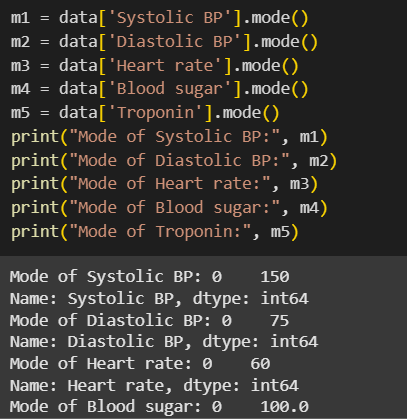 m1 = data['Systolic BP'].mode()
m2 = data['Diastolic BP'].mode()
m3 = data['Heart rate'].mode()
m4 = data['Blood sugar'].mode()
m5 = data['Troponin'].mode()
print("Mode of Systolic BP:", m1)
print("Mode of Diastolic BP:", m2)
print("Mode of Heart rate:", m3)
print("Mode of Blood sugar:", m4)
print("Mode of Troponin:", m5)
Mode of Systolic BP: 0    150
Name: Systolic BP, dtype: int64
Mode of Diastolic BP: 0    75
Name: Diastolic BP, dtype: int64
Mode of Heart rate: 0    60
Name: Heart rate, dtype: int64
Mode of Blood sugar: 0    100.0